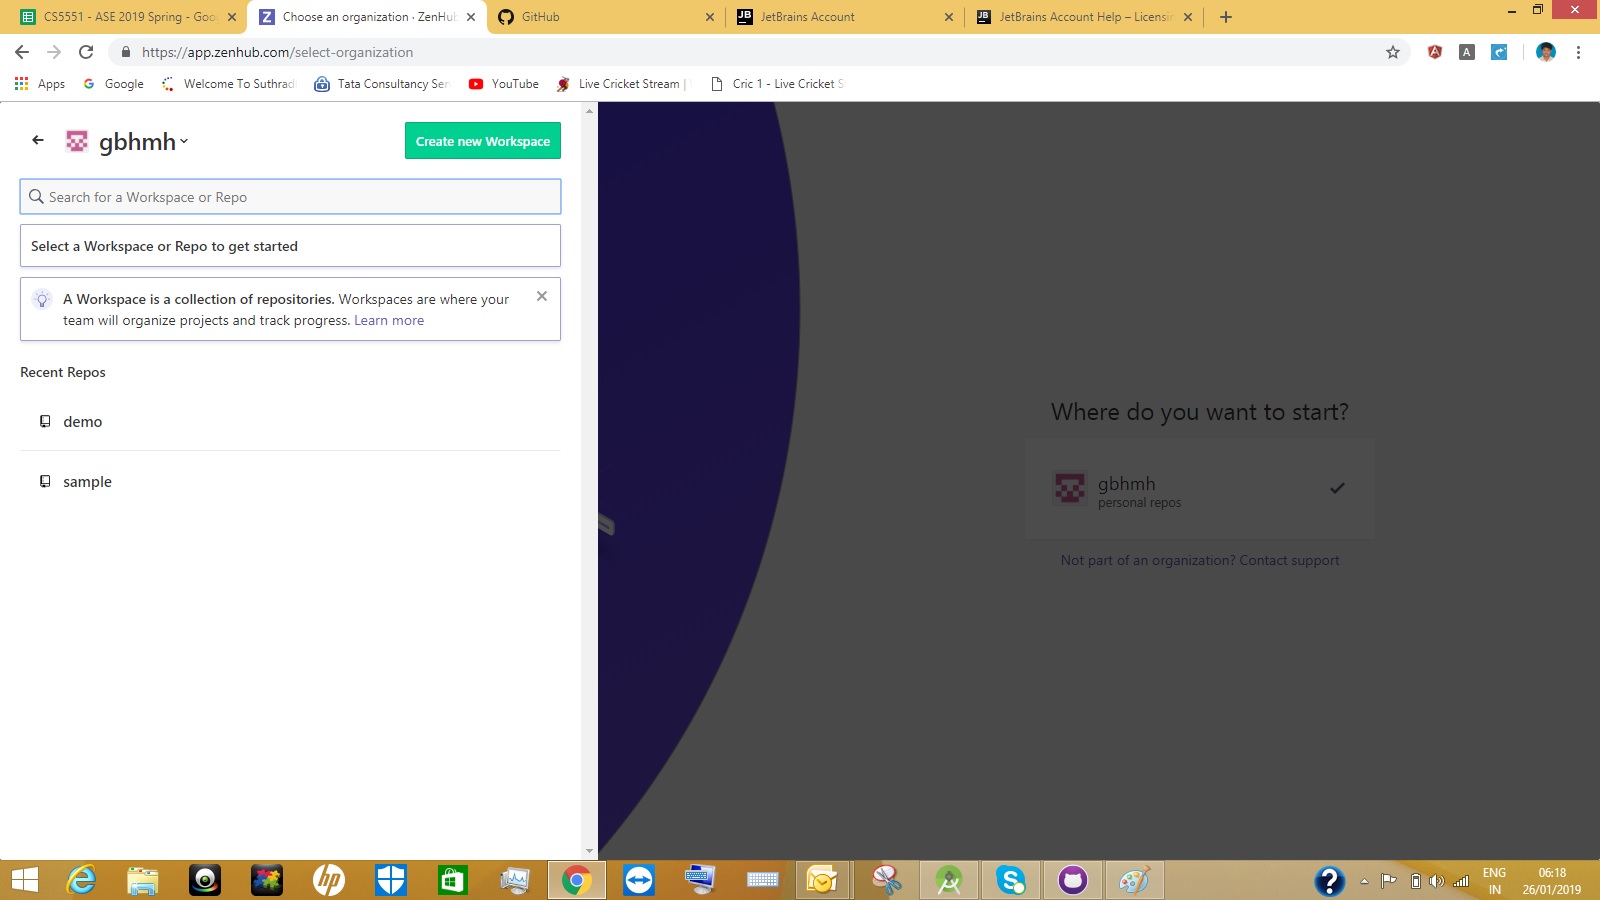 CS5551 - ASE 2019 Spring - Goo
Choose an organization · ZenHub
GitHub
JetBrains Account
JetBrains Account Help – Licensin
https://app.zenhub.com/select-organization
Apps
Google
Welcome To Suthradi
Tata Consultancy Ser
YouTube
Live Cricket Stream |
Cric 1 - Live Cricket S
gbhmh
Create new Workspace
Search for a Workspace or Repo
Select a Workspace or Repo to get started
A Workspace is a collection of repositories. Workspaces are where your
team will organize projects and track progress. Learn more
Recent Repos
demo
sample
Where do you want to start?
gbhmh
personal repos
Not part of an organization? Contact support
ENG
IN
06:18
26/01/2019